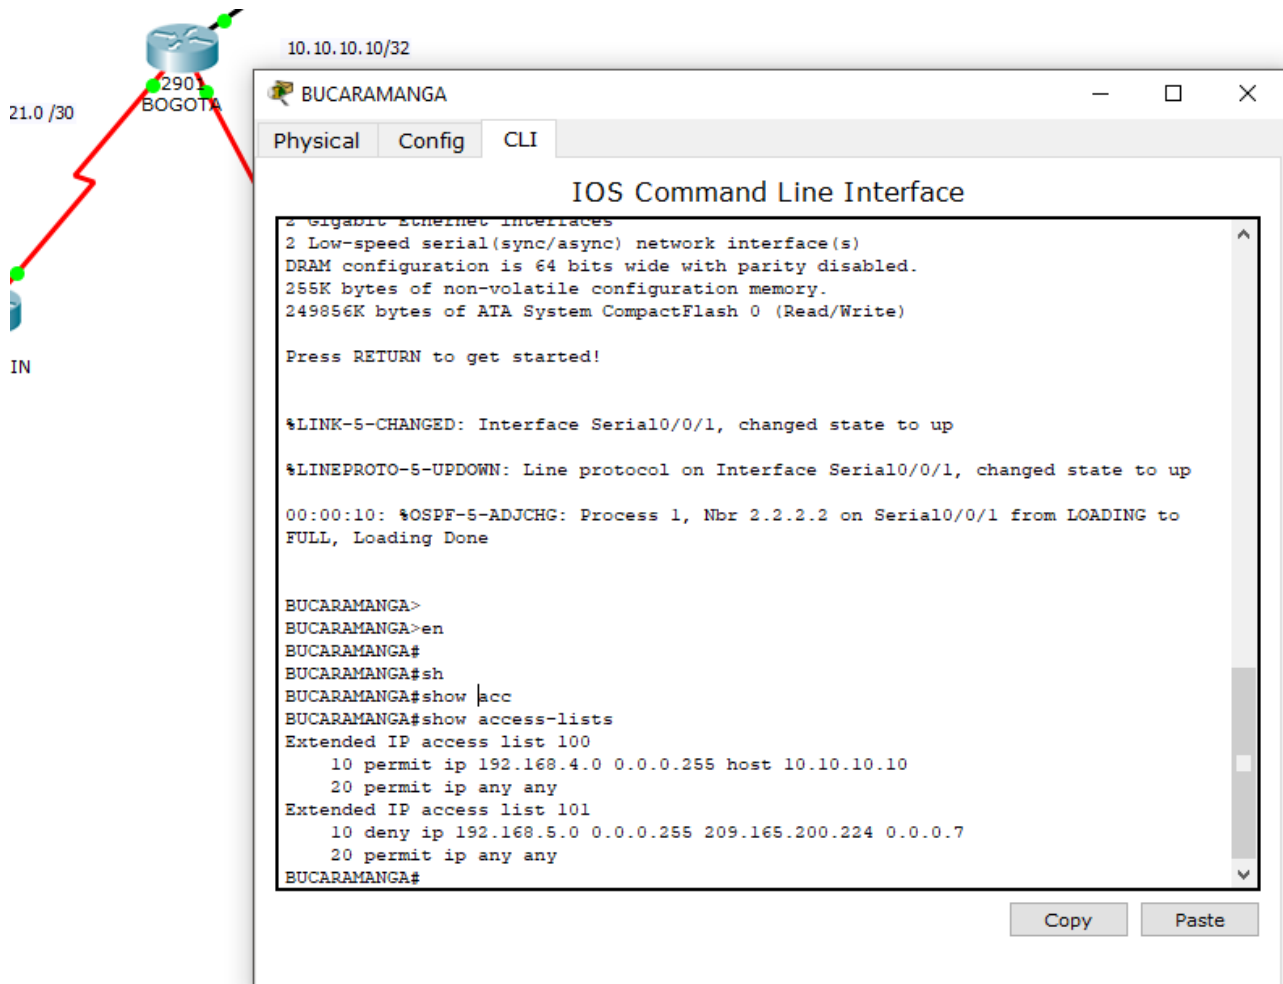 10.10.10.10/32
2901
BOGOTA
21.0 /30
IN
BUCARAMANGA
Physical Config CLI
IOS Command Line Interface
2 Gigabit Ethernet interfaces
2 Low-speed serial(sync/async) network interface(s)
DRAM configuration is 64 bits wide with parity disabled.
255K bytes of non-volatile configuration memory.
249856K bytes of ATA System CompactFlash 0 (Read/Write)
Press RETURN to get started!
%LINK-5-CHANGED: Interface Serial0/0/1, changed state to up
%LINEPROTO-5-UPDOWN: Line protocol on Interface Serial0/0/1, changed state to up
00:00:10: %OSPF-5-ADJCHG: Process 1, Nbr 2.2.2.2 on Serial0/0/1 from LOADING to
FULL, Loading Done
BUCARAMANGA>
BUCARAMANGA>en
BUCARAMANGA#
BUCARAMANGA#sh
BUCARAMANGA#show acc
BUCARAMANGA#show access-lists
Extended IP access list 100
10 permit ip 192.168.4.0 0.0.0.255 host 10.10.10.10
20 permit ip any any
Extended IP access list 101
10 deny ip 192.168.5.0 0.0.0.255 209.165.200.224 0.0.0.7
20 permit ip any any
BUCARAMANGA#
Copy Paste